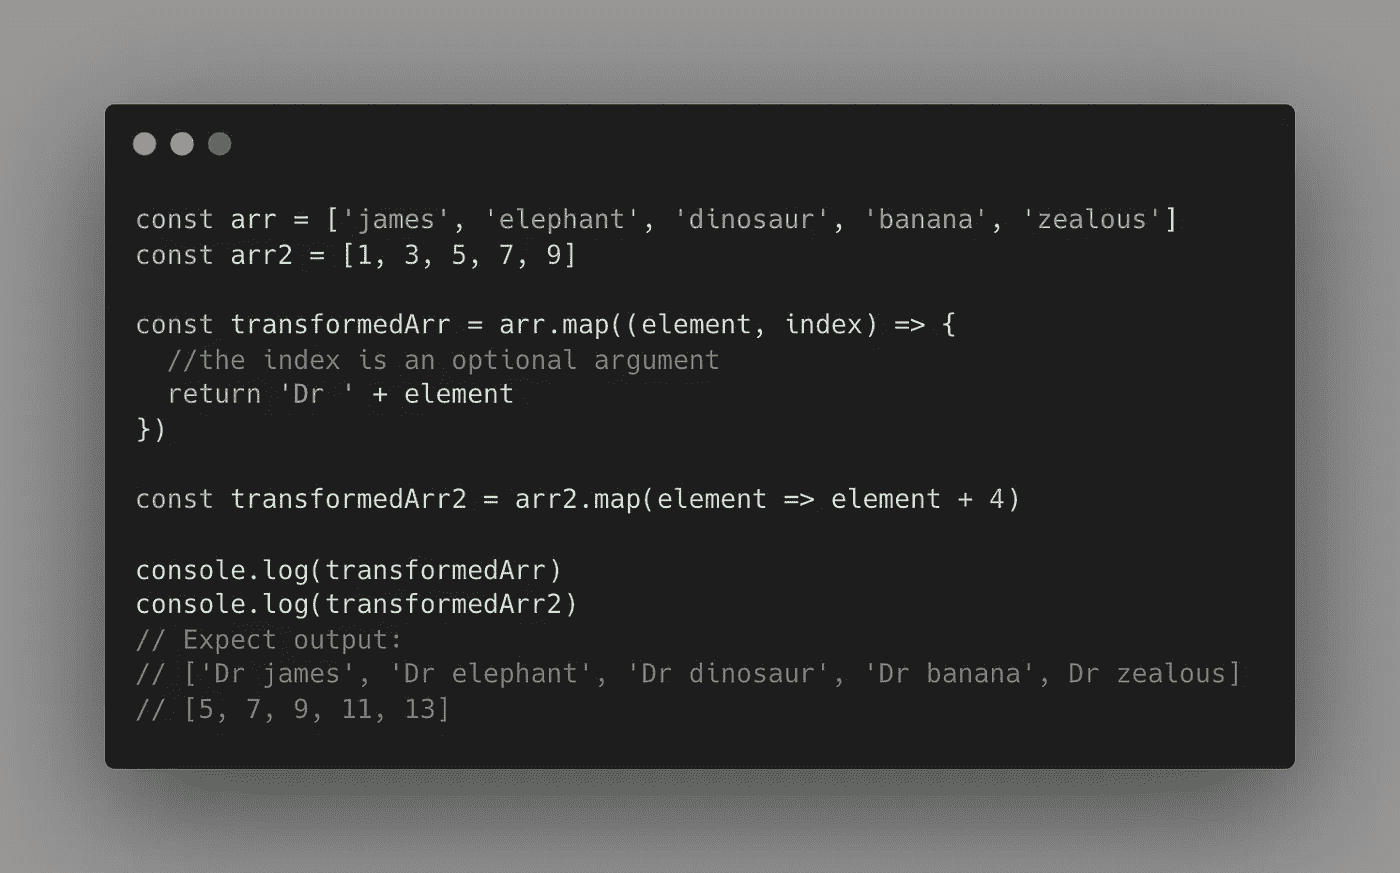 const arr = ['james', 'elephant', 'dinosaur', 'banana', 'zealous']
const arr2 = [1, 3, 5, 7, 9]

const transformedArr = arr.map((element, index) => {
  //the index is an optional argument
  return 'Dr ' + element
})

const transformedArr2 = arr2.map(element => element + 4)

console.log(transformedArr)
console.log(transformedArr2)
// Expect output:
// ['Dr james', 'Dr elephant', 'Dr dinosaur', 'Dr banana', Dr zealous]
// [5, 7, 9, 11, 13]